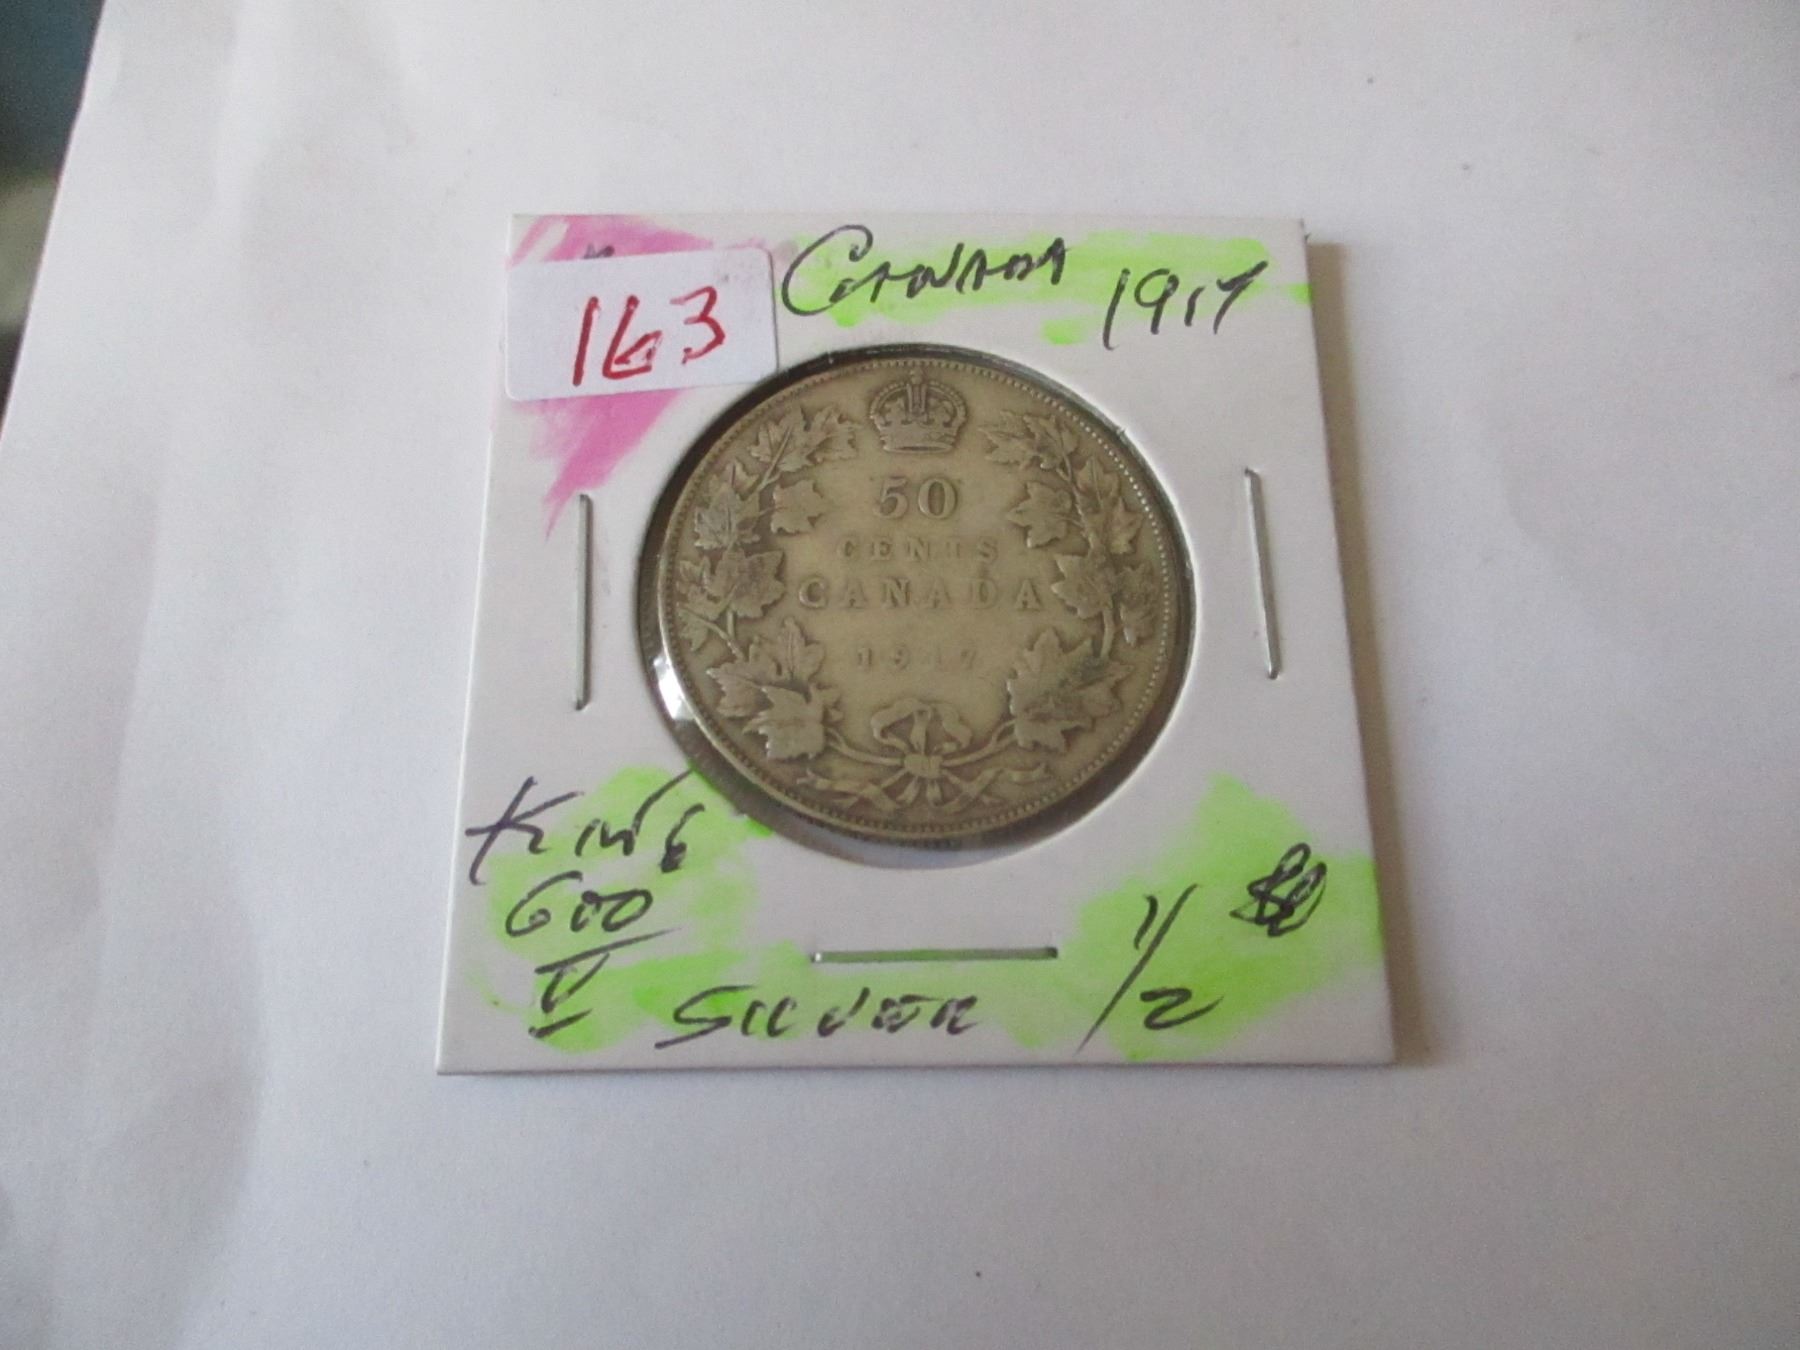 CANADA 1917
163
50
CENTS
CANADA
1917
KING
GEO
V
SILVER
1/2 $